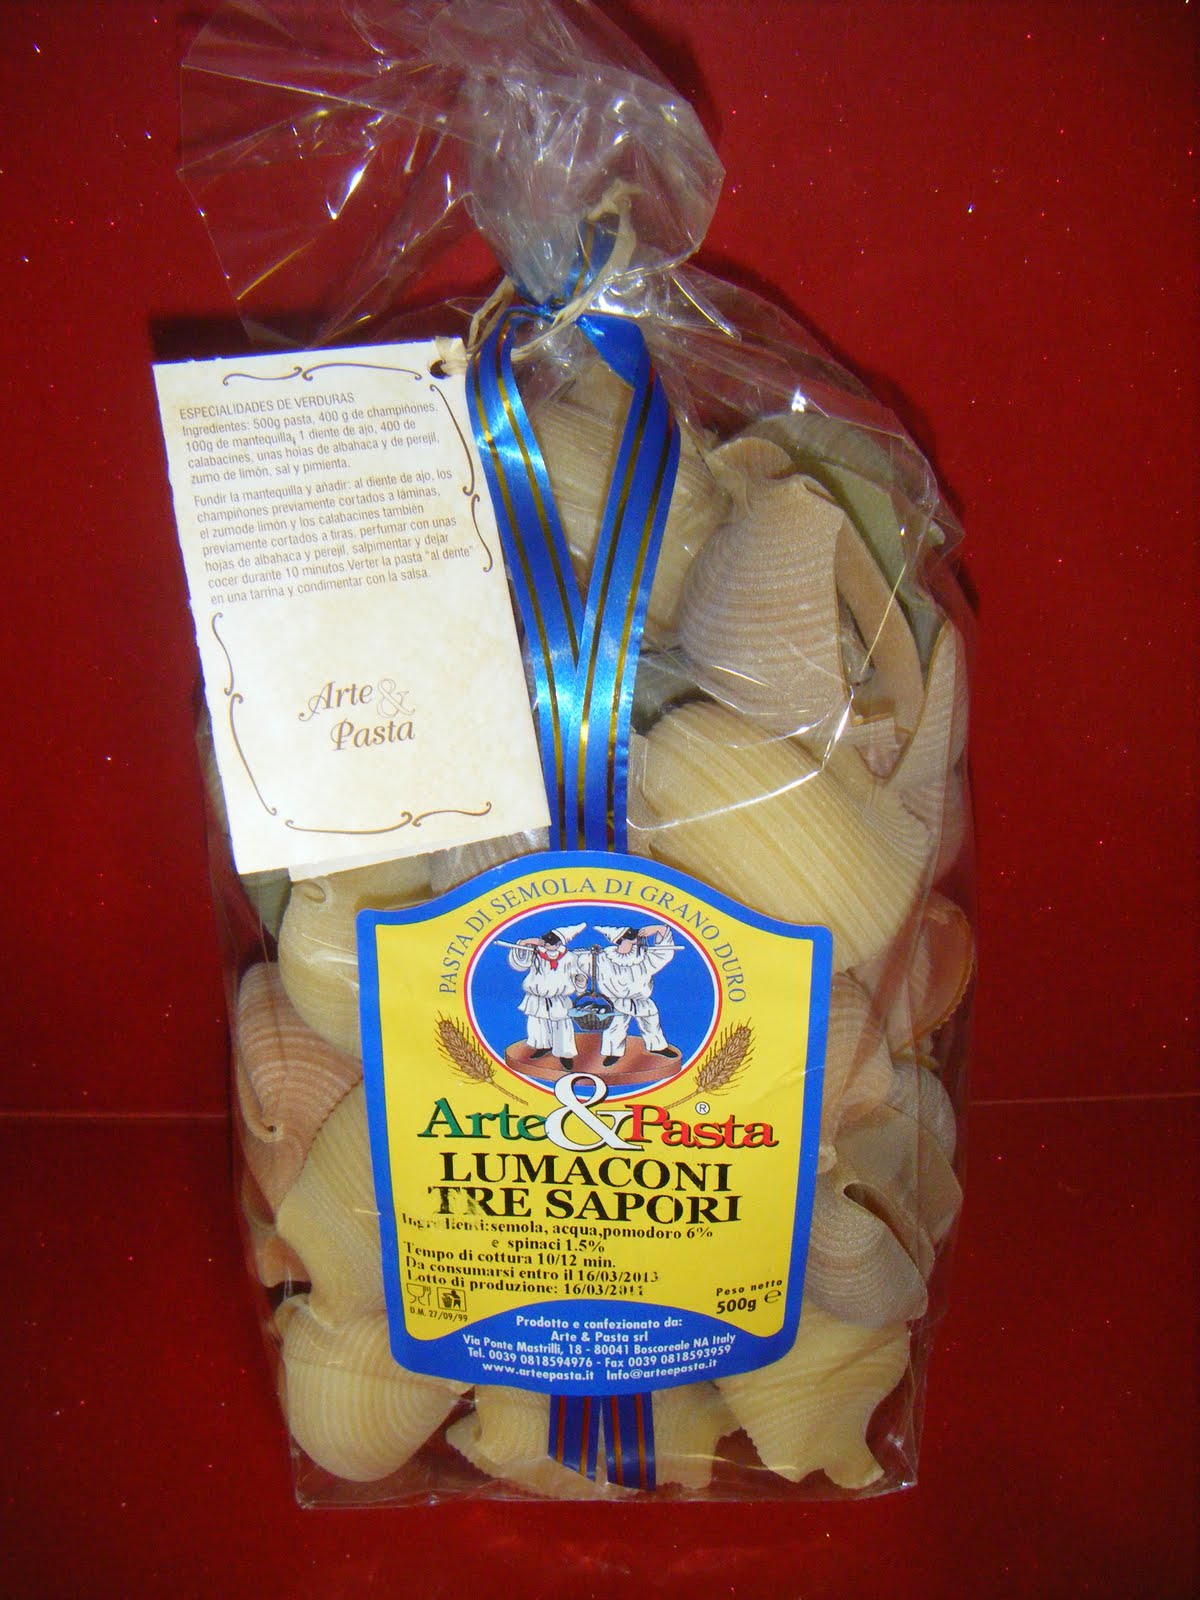 ESPECIALIDADES DE VERDURAS
Ingredientes: 500g pasta, 400 g de champiñones,
100g de mantequilla, 1 diente de ajo, 400 de
calabacines, unas hojas de albahaca y de perejil,
zumo de limón, sal y pimienta.
Fundir la mantequilla y añadir: al diente de ajo, los
champiñones previamente cortados a láminas,
el zumode limón y los calabacines también
previamente cortados a tiras, perfumar con unas
hojas de albahaca y perejil, salpimentar y dejar
cocer durante 10 minutos.Verter la pasta "al dente"
en una tarrina y condimentar con la salsa.
Arte &
Pasta
PASTA DI SEMOLA DI GRANO DURO
Arte & Pasta ®
LUMACONI
TRE SAPORI
Ingredienti:semola, acqua,pomodoro 6%
e spinaci 1.5%
Tempo di cottura 10/12 min.
Da consumarsi entro il 16/03/2013
Lotto di produzione: 16/03/2011
D.M. 27/09/99
Peso netto
500g e
Prodotto e confezionato da:
Arte & Pasta srl
Via Ponte Mastrilli, 18 - 80041 Boscoreale NA Italy
Tel. 0039 0818594976 - Fax 0039 0818593959
www.arteepasta.it Info@arteepasta.it